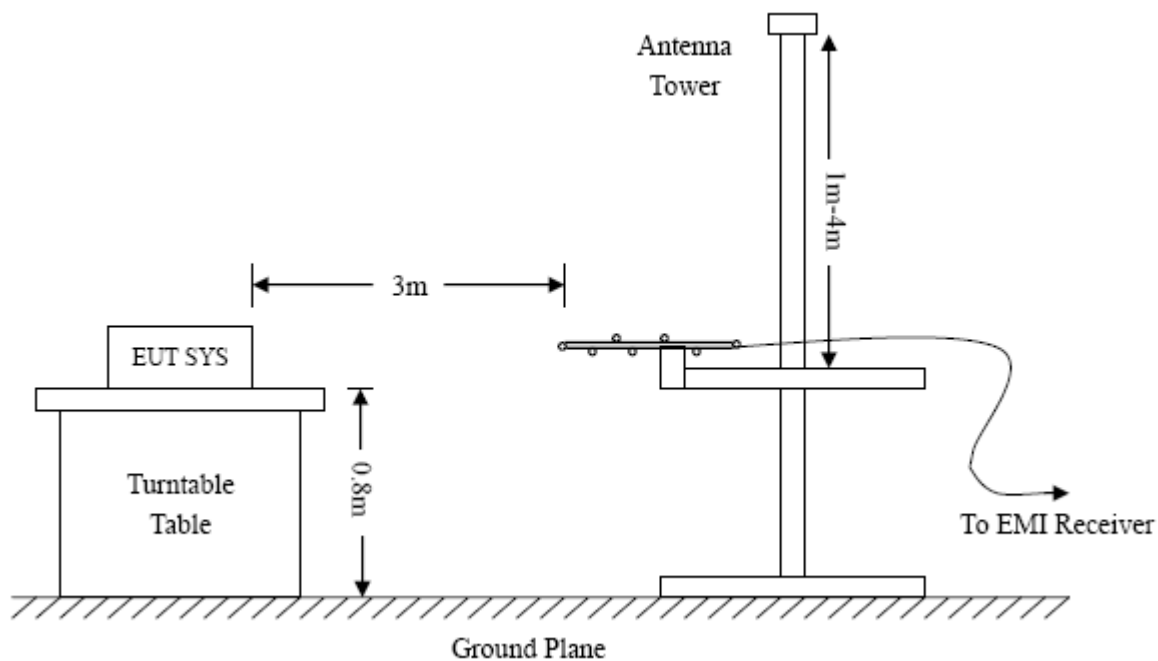 Antenna
Tower
1m-4m
3m
EUT SYS
0.8m
Turntable
Table
To EMI Receiver
Ground Plane